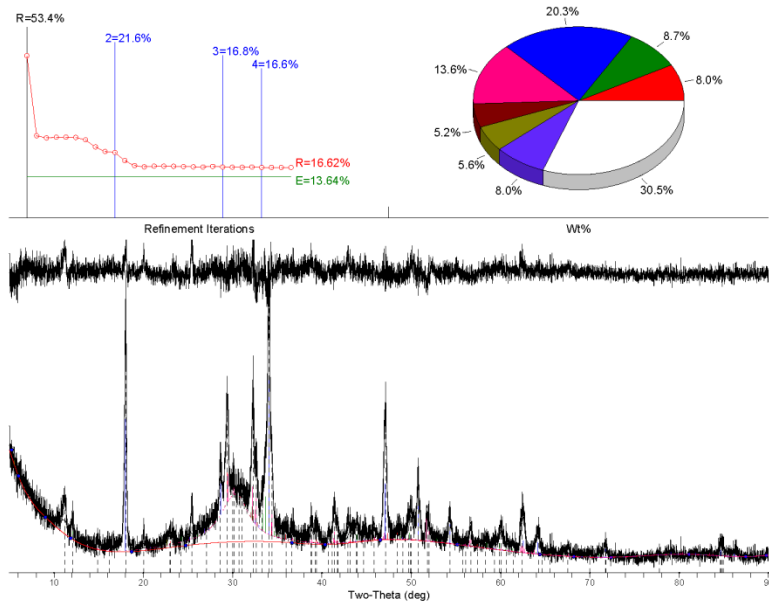 R=53.4%
2=21.6%
3=16.8%
4=16.6%
R=16.62%
E=13.64%
20.3%
8.7%
13.6%
8.0%
5.2%
5.6%
8.0%
30.5%
Refinement Iterations
Wt%
10 20 30 40 50 60 70 80 90
Two-Theta (deg)